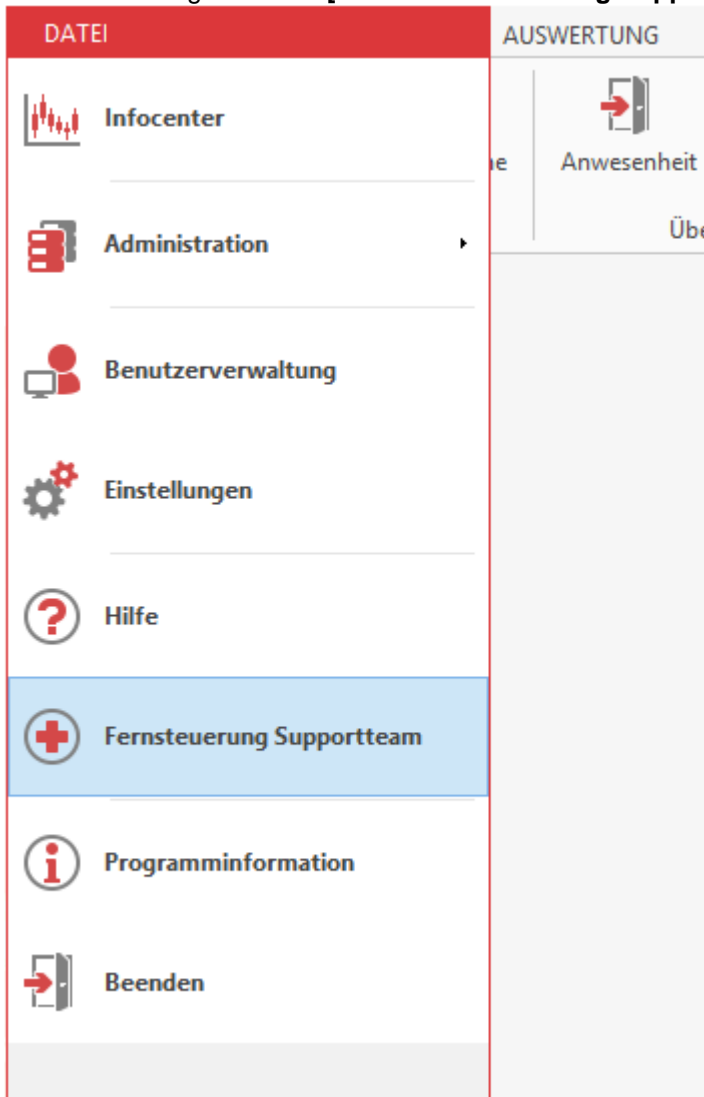 DATEI AUSWERTUNG
Infocenter
Anwesenheit
Administration
Benutzerverwaltung
Einstellungen
Hilfe
Fernsteuerung Supportteam
Programminformation
Beenden